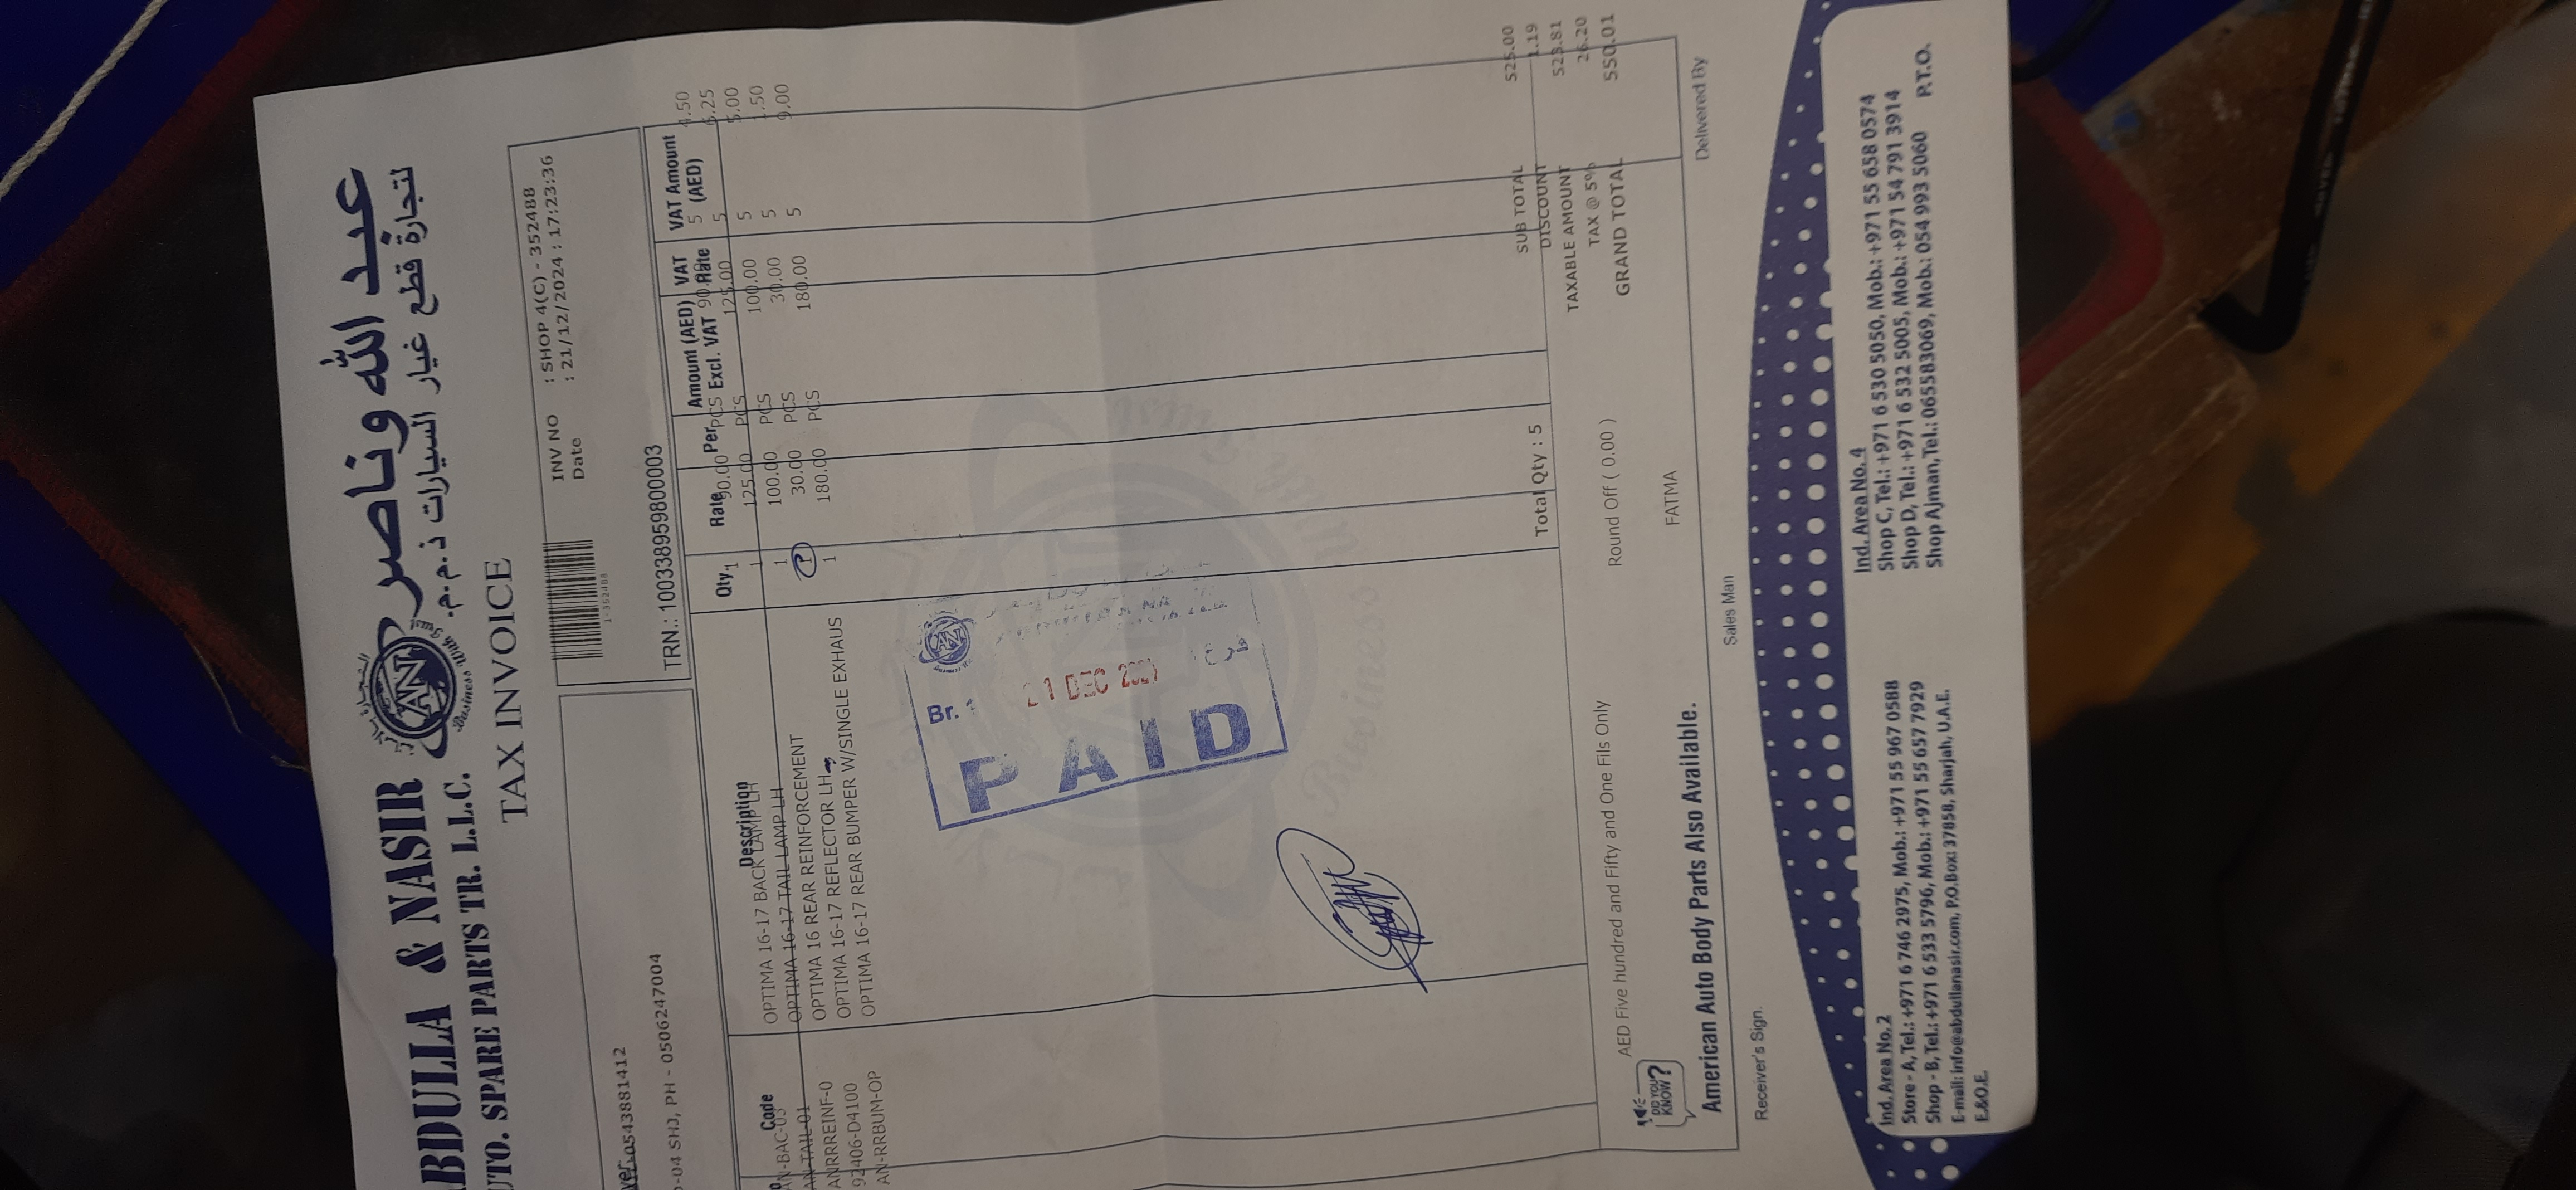 ABDULLA & NASIR عبد الله وناصر
AUTO. SPARE PARTS TR. L.L.C. لتجارة قطع غيار السيارات ذ.م.م.
AN
Business With Trust
TAX INVOICE
1-352488
INV NO : SHOP 4(C) - 352488
Date : 21/12/2024 : 17:23:36
0543881412
-04 SHJ, PH - 0506247004
TRN.: 100338959800003
Code Description Qty Rate Per Amount (AED) Excl. VAT VAT Rate VAT Amount (AED)
AN-BAC-03 OPTIMA 16-17 BACK LAMP LH 1 90.00 PCS 90.00 5 4.50
AN-TAIL-01 OPTIMA 16-17 TAIL LAMP LH 1 125.00 PCS 125.00 5 6.25
ANRRREINF-0 OPTIMA 16 REAR REINFORCEMENT 1 100.00 PCS 100.00 5 5.00
92406-D4100 OPTIMA 16-17 REFLECTOR LH 1 30.00 PCS 30.00 5 1.50
AN-RRBUM-OP OPTIMA 16-17 REAR BUMPER W/SINGLE EXHAUS 1 180.00 PCS 180.00 5 9.00
AN
Br.
21 DEC
PAID
Business
Total Qty : 5
SUB TOTAL 525.00
DISCOUNT 1.19
TAXABLE AMOUNT 523.81
TAX @ 5% 26.20
GRAND TOTAL 550.01
AED Five hundred and Fifty and One Fils Only
Round Off ( 0.00 )
DID YOU KNOW?
American Auto Body Parts Also Available.
FATMA
Receiver's Sign.
Sales Man
Delivered By
Ind. Area No.2
Store - A, Tel.: +971 6 746 2975, Mob.: +971 55 967 0588
Shop - B, Tel.: +971 6 533 5796, Mob.: +971 55 657 7929
E-mail: info@abdullanasir.com, P.O.Box: 37858, Sharjah, U.A.E.
E.&O.E.
Ind. Area No. 4
Shop C, Tel.: +971 6 530 5050, Mob.: +971 55 658 0574
Shop D, Tel.: +971 6 532 5005, Mob.: +971 54 791 3914
Shop Ajman, Tel.: 065583069, Mob.: 054 993 5060
P.T.O.